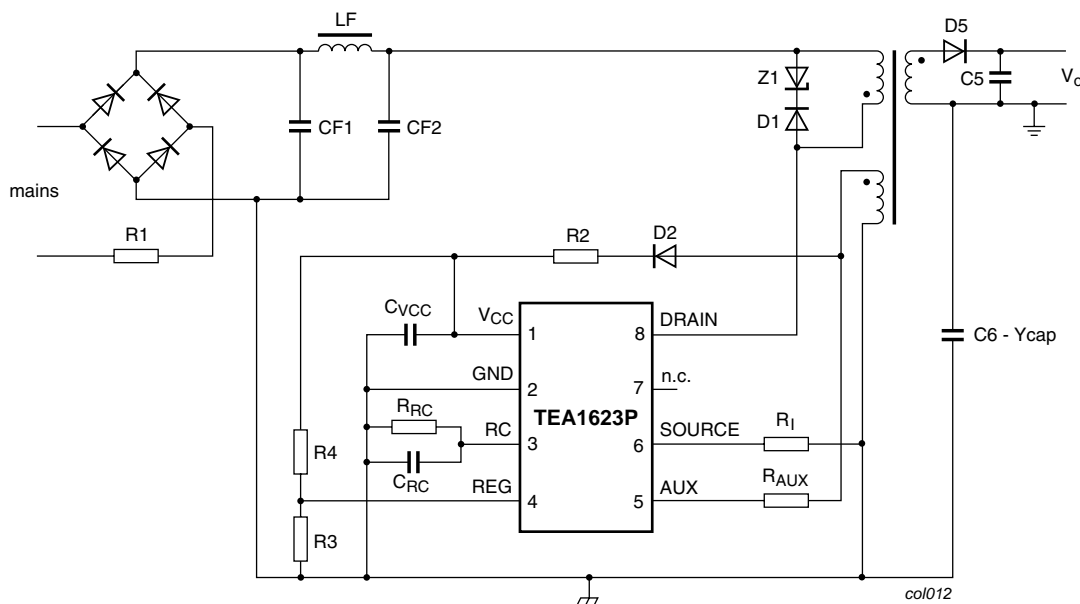 LF
D5
Z1
C5
Vo
CF1
CF2
D1
mains
R1
R2
D2
CVCC
VCC
1
8
DRAIN
C6 - Ycap
GND
2
7
n.c.
TEA1623P
RRC
RC
3
6
SOURCE
RI
R4
CRC
REG
4
5
AUX
RAUX
R3
col012